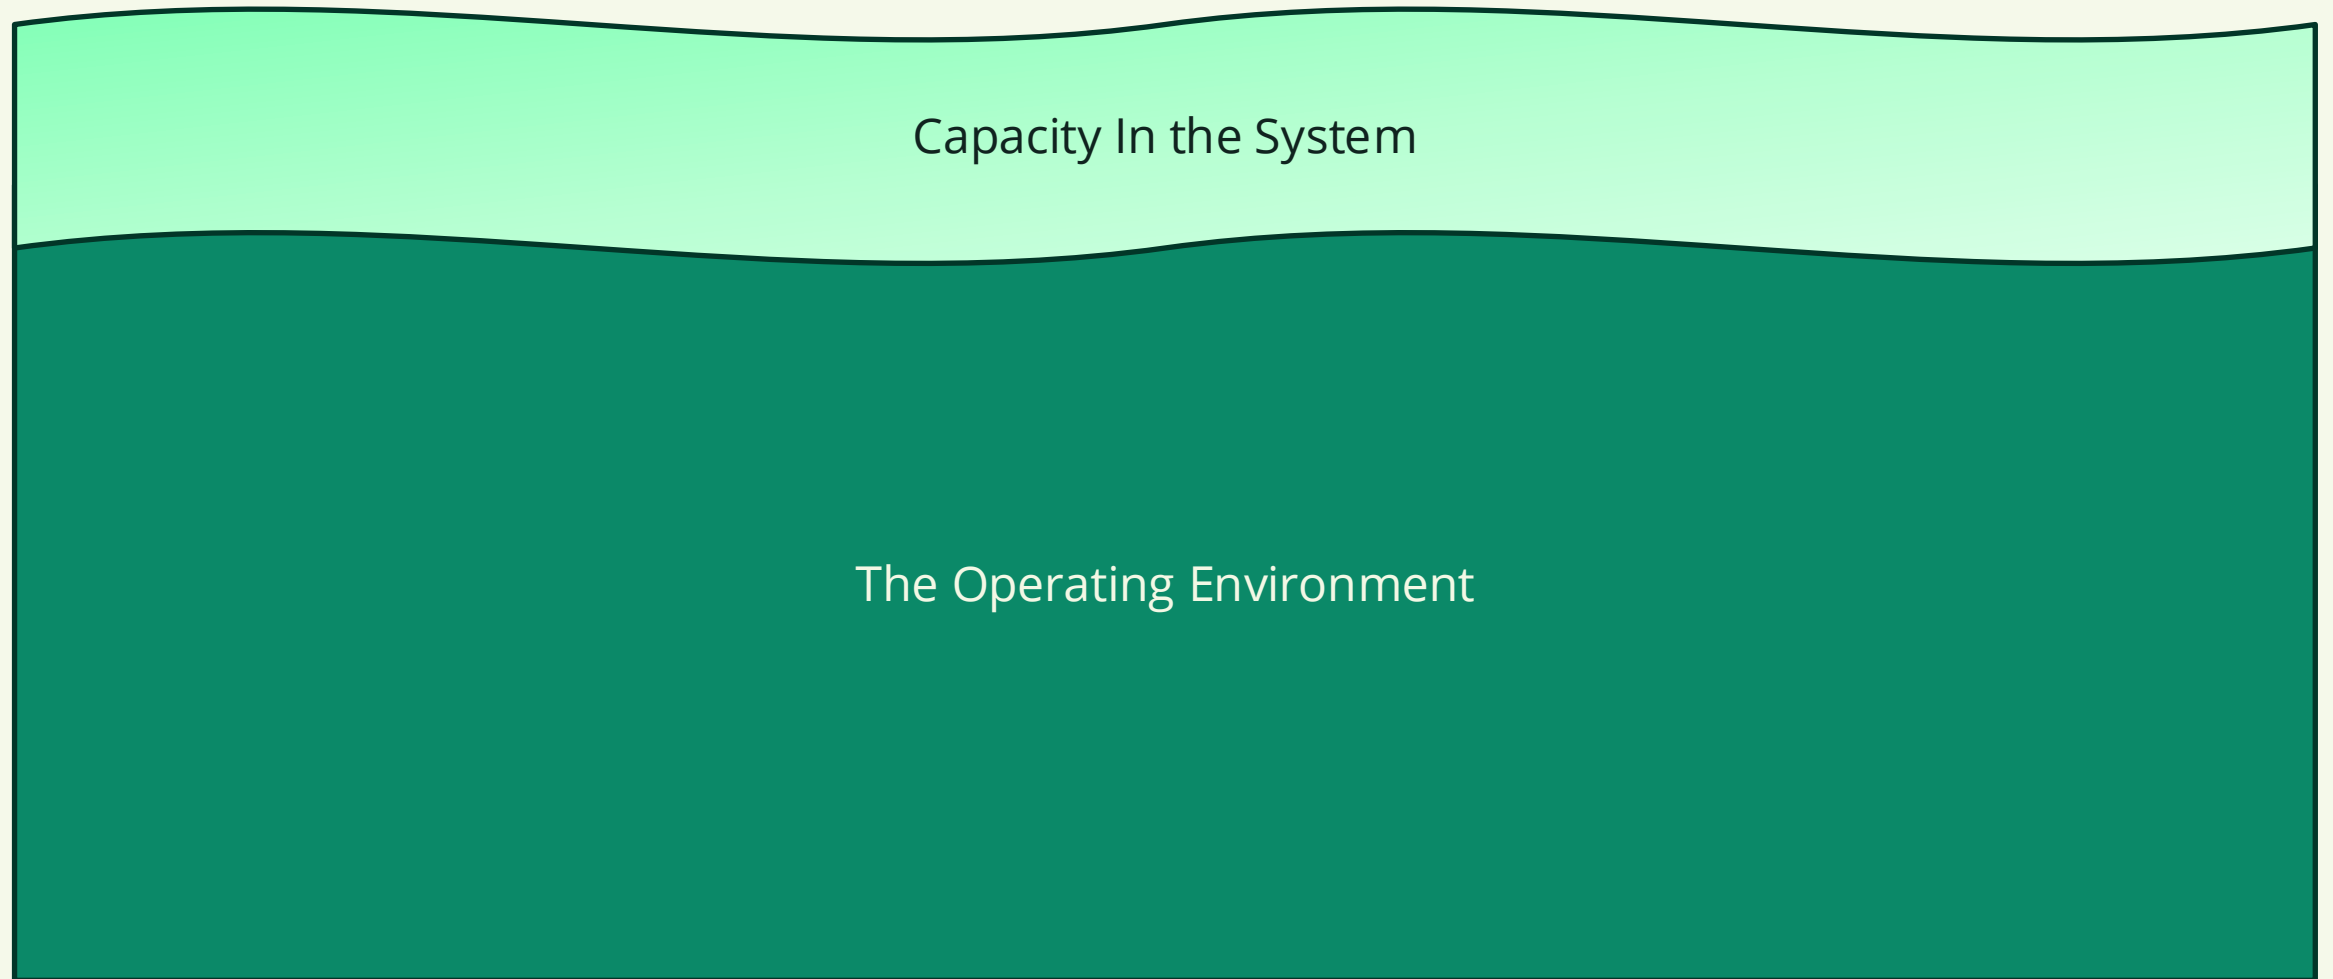 Capacity In the System
The Operating Environment